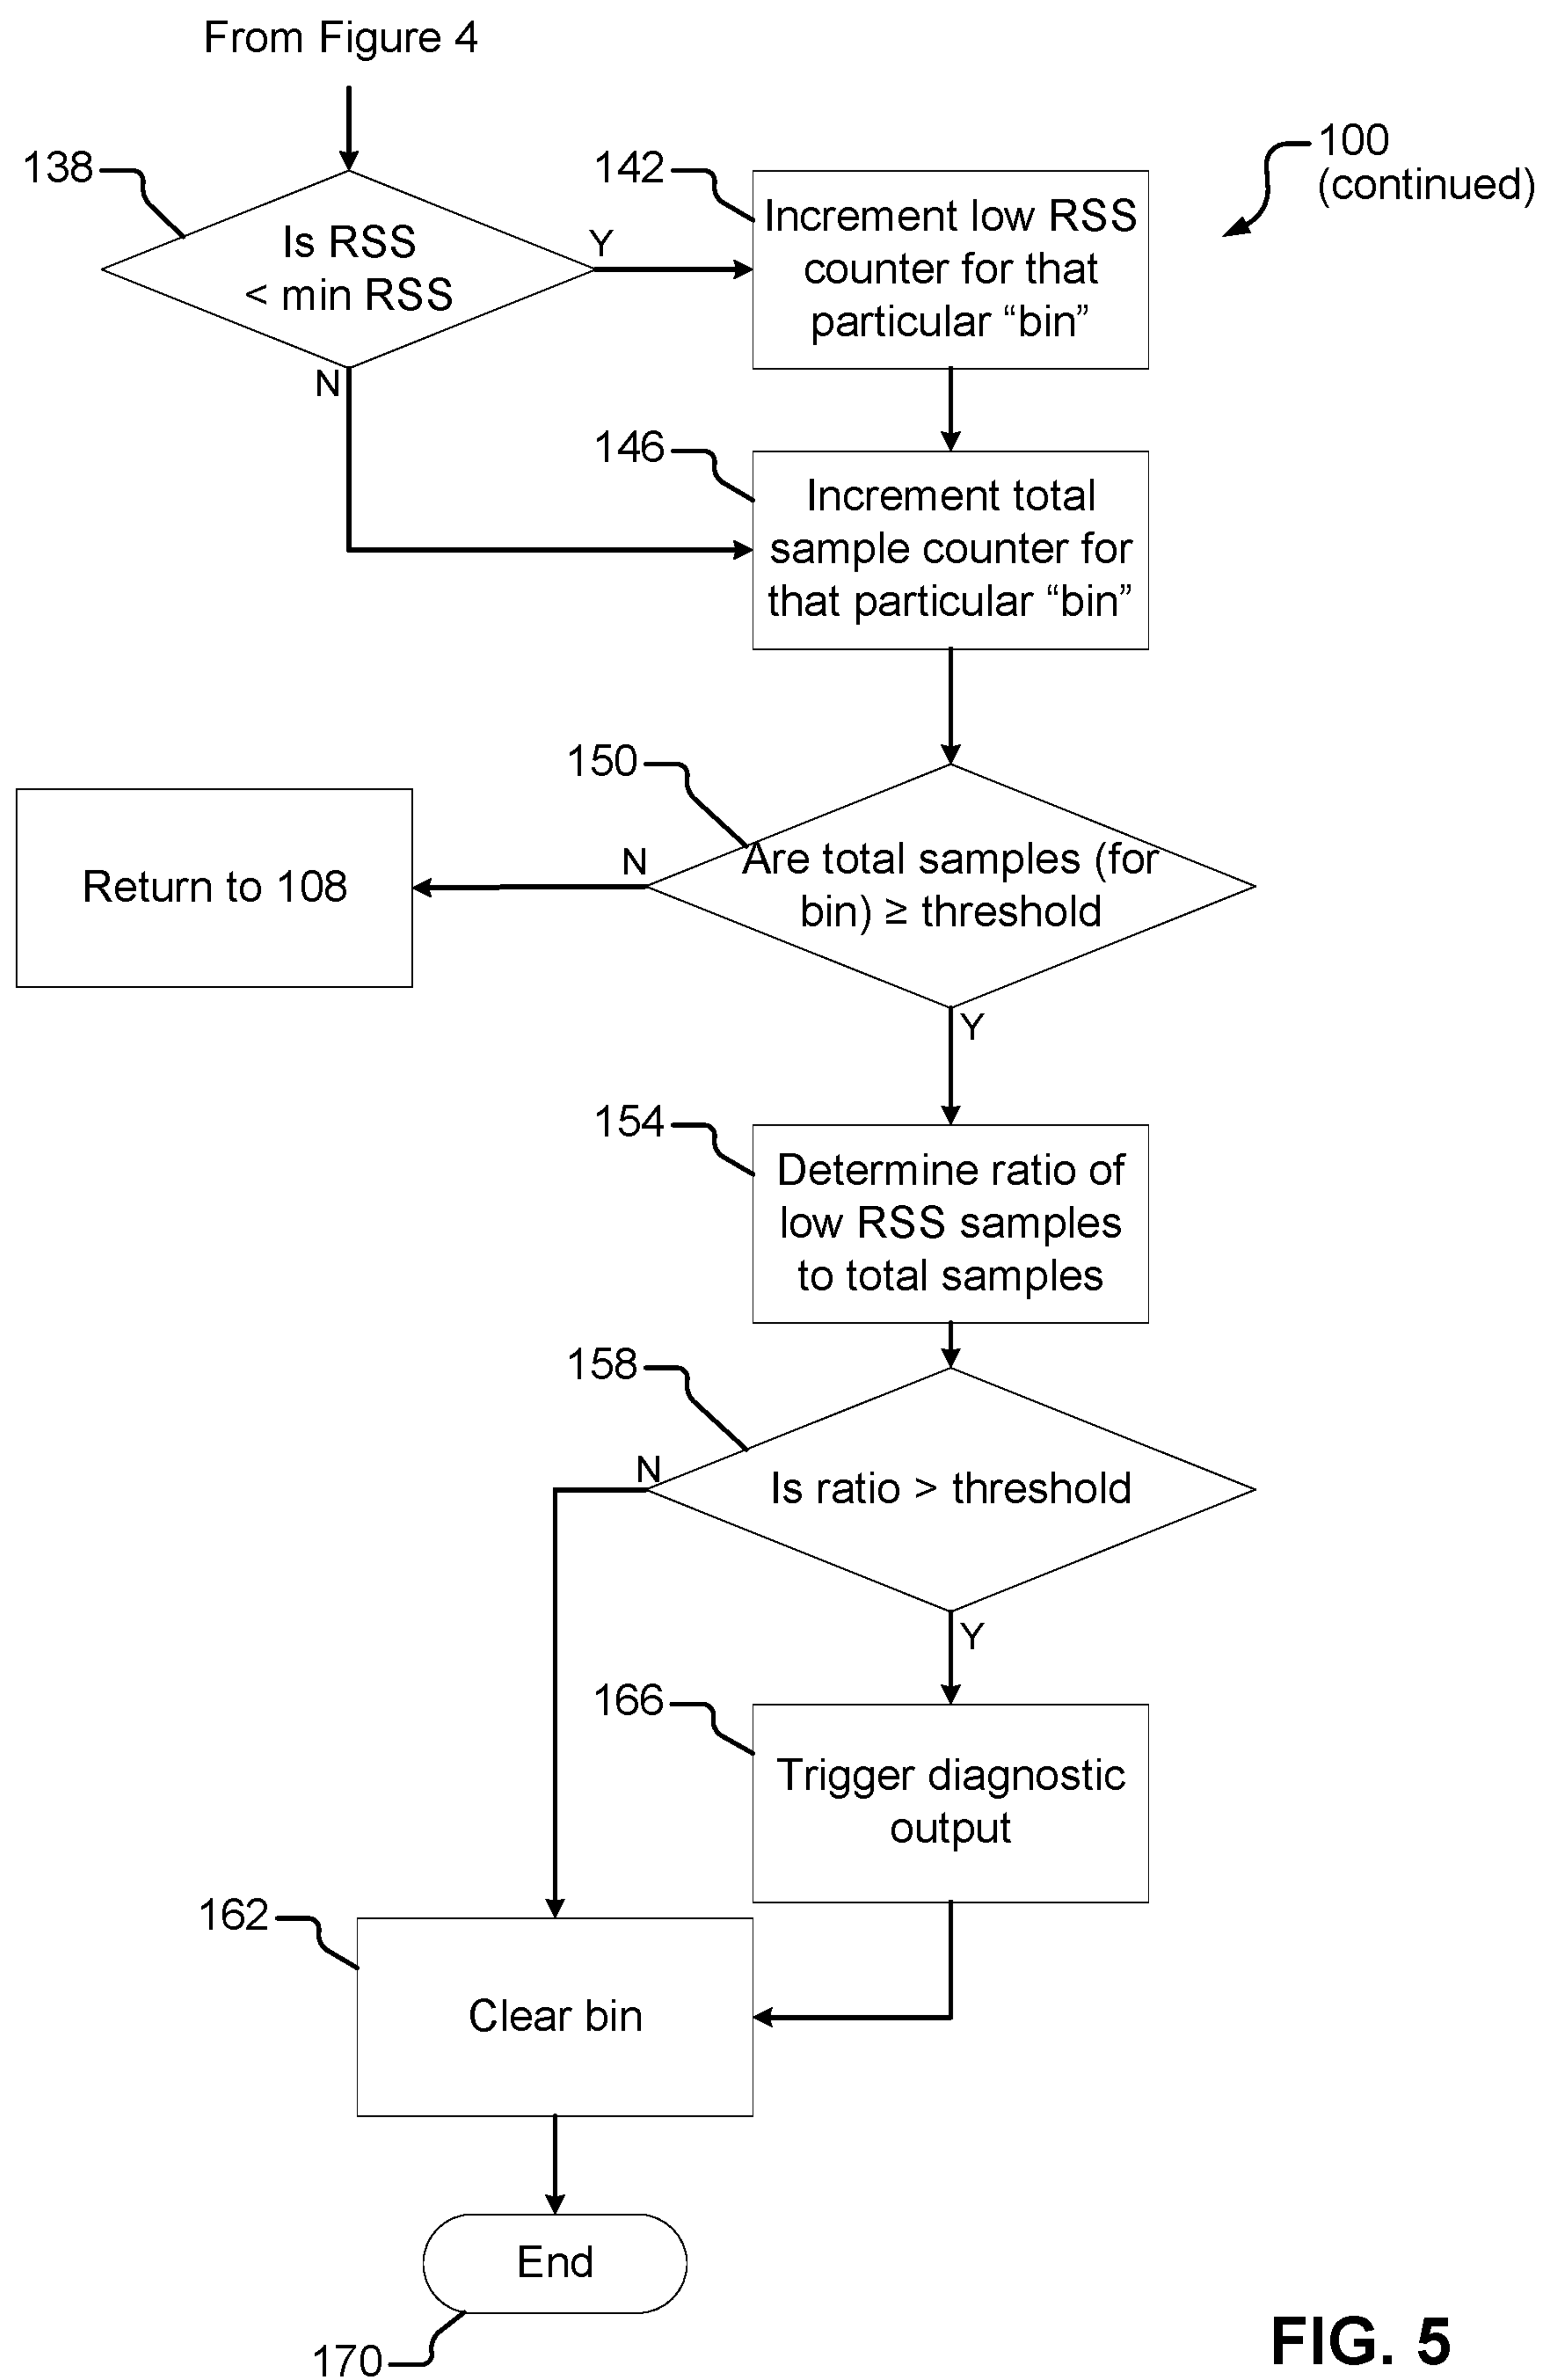 From Figure 4
100
(continued)
138
Is RSS
< min RSS
Y
N
142
Increment low RSS
counter for that
particular “bin”
146
Increment total
sample counter for
that particular “bin”
150
Are total samples (for
bin) ≥ threshold
N
Y
Return to 108
154
Determine ratio of
low RSS samples
to total samples
158
Is ratio > threshold
N
Y
166
Trigger diagnostic
output
162
Clear bin
End
170
FIG. 5